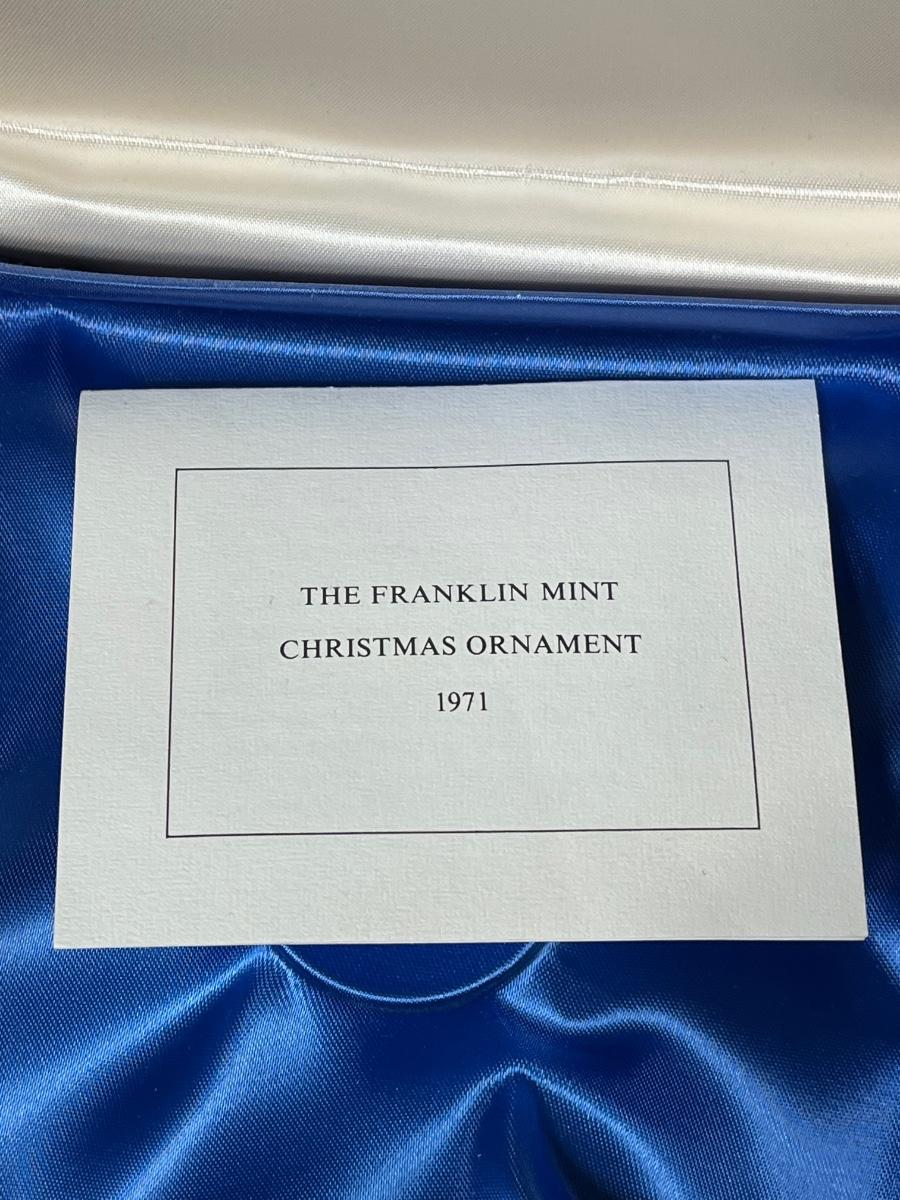 THE FRANKLIN MINT
CHRISTMAS ORNAMENT
1971